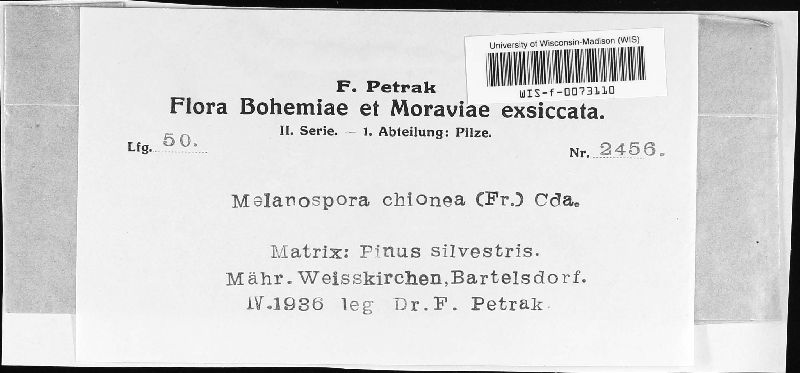 University of Wisconsin-Madison (WIS)
WIS-f-0073110
F. Petrak
Flora Bohemiae et Moraviae exsiccata.
II. Serie. – 1. Abteilung: Pilze.
Lfg. 50.
Nr. 2456.
Melanospora chionea (Fr.) Cda.
Matrix: Pinus silvestris.
Mähr. Weisskirchen, Bartelsdorf.
IV.1936 leg Dr. F. Petrak.